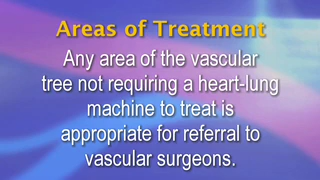 Areas of Treatment
Any area of the vascular
tree not requiring a heart-lung
machine to treat is
appropriate for referral to
vascular surgeons.